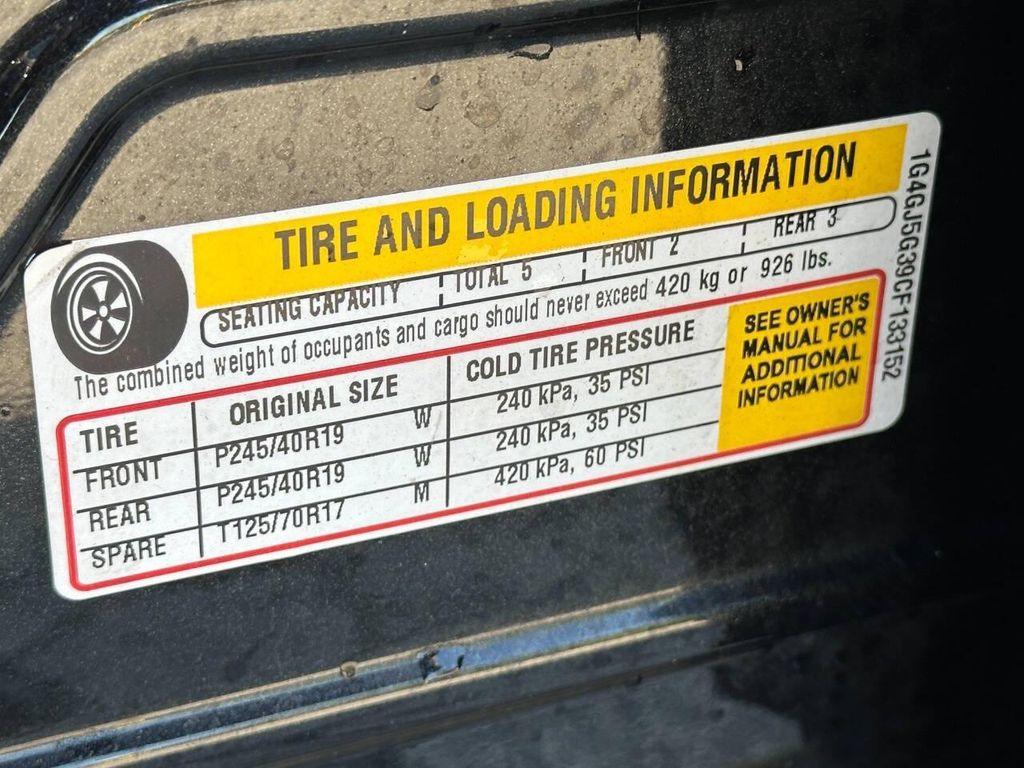 TIRE AND LOADING INFORMATION
SEATING CAPACITY TOTAL 5 FRONT 2 REAR 3
The combined weight of occupants and cargo should never exceed 420 kg or 926 lbs.
TIRE ORIGINAL SIZE COLD TIRE PRESSURE
FRONT P245/40R19 W 240 kPa, 35 PSI
REAR P245/40R19 W 240 kPa, 35 PSI
SPARE T125/70R17 M 420 kPa, 60 PSI
SEE OWNER'S
MANUAL FOR
ADDITIONAL
INFORMATION
1G4GJ5G39CF133152